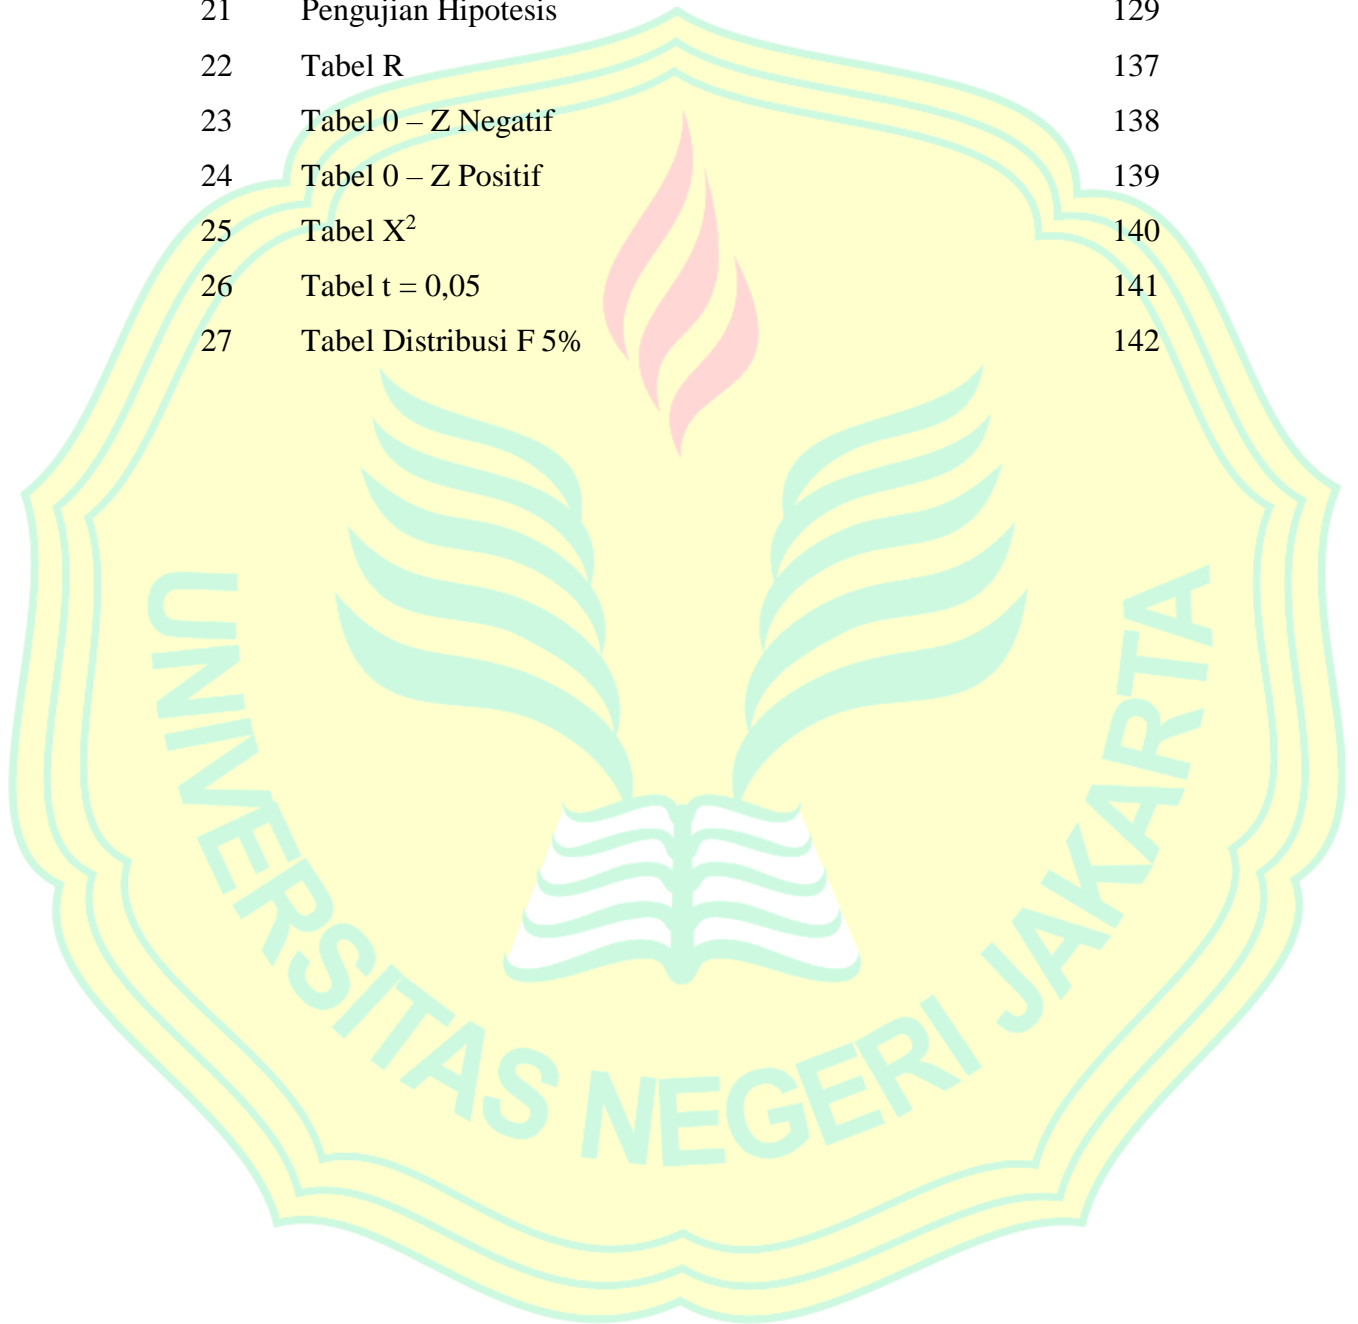 21 Pengujian Hipotesis 129
22 Tabel R 137
23 Tabel 0 – Z Negatif 138
24 Tabel 0 – Z Positif 139
25 Tabel X² 140
26 Tabel t = 0,05 141
27 Tabel Distribusi F 5% 142
UNIVERSITAS NEGERI JAKARTA